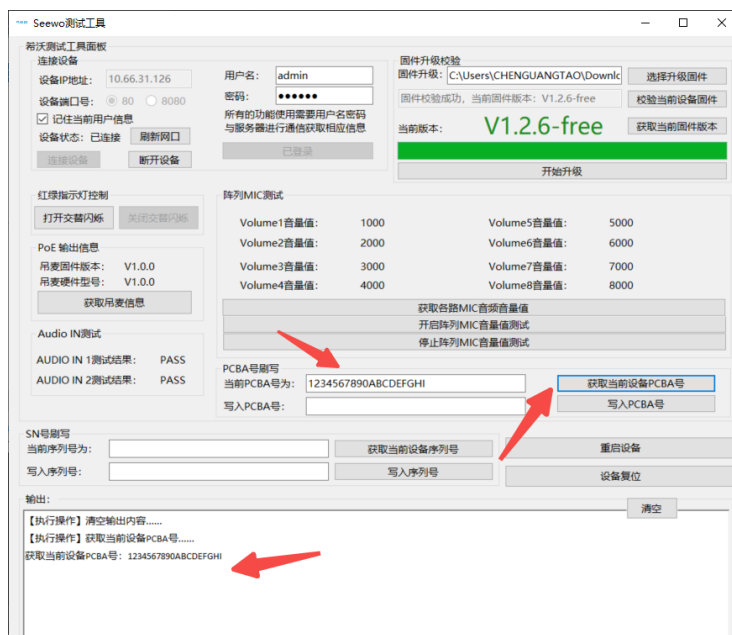 Seewo测试工具
希沃测试工具面板
连接设备
设备IP地址: 10.66.31.126
设备端口号: 80 8080
记住当前用户信息
设备状态: 已连接 刷新网口
连接设备 断开设备
用户名: admin
密码: ●●●●●●
所有的功能使用需要用户名密码
与服务器进行通信获取相应信息
已登录
固件升级校验
固件升级: C:\Users\CHENGUANGTAO\Downlc 选择升级固件
固件校验成功, 当前固件版本: V1.2.6-free 校验当前设备固件
当前版本: V1.2.6-free 获取当前固件版本
开始升级
红绿指示灯控制
打开交替闪烁 关闭交替闪烁
PoE 输出信息
吊麦固件版本: V1.0.0
吊麦硬件型号: V1.0.0
获取吊麦信息
Audio IN测试
AUDIO IN 1测试结果: PASS
AUDIO IN 2测试结果: PASS
阵列MIC测试
Volume1音量值: 1000 Volume5音量值: 5000
Volume2音量值: 2000 Volume6音量值: 6000
Volume3音量值: 3000 Volume7音量值: 7000
Volume4音量值: 4000 Volume8音量值: 8000
获取各路MIC音频音量值
开启阵列MIC音量值测试
停止阵列MIC音量值测试
PCBA号刷写
当前PCBA号为: 1234567890ABCDEFGHI 获取当前设备PCBA号
写入PCBA号: 写入PCBA号
SN号刷写
当前序列号为: 获取当前设备序列号
写入序列号: 写入序列号
重启设备
设备复位
输出:
清空
【执行操作】清空输出内容......
【执行操作】获取当前设备PCBA号......
获取当前设备PCBA号: 1234567890ABCDEFGHI